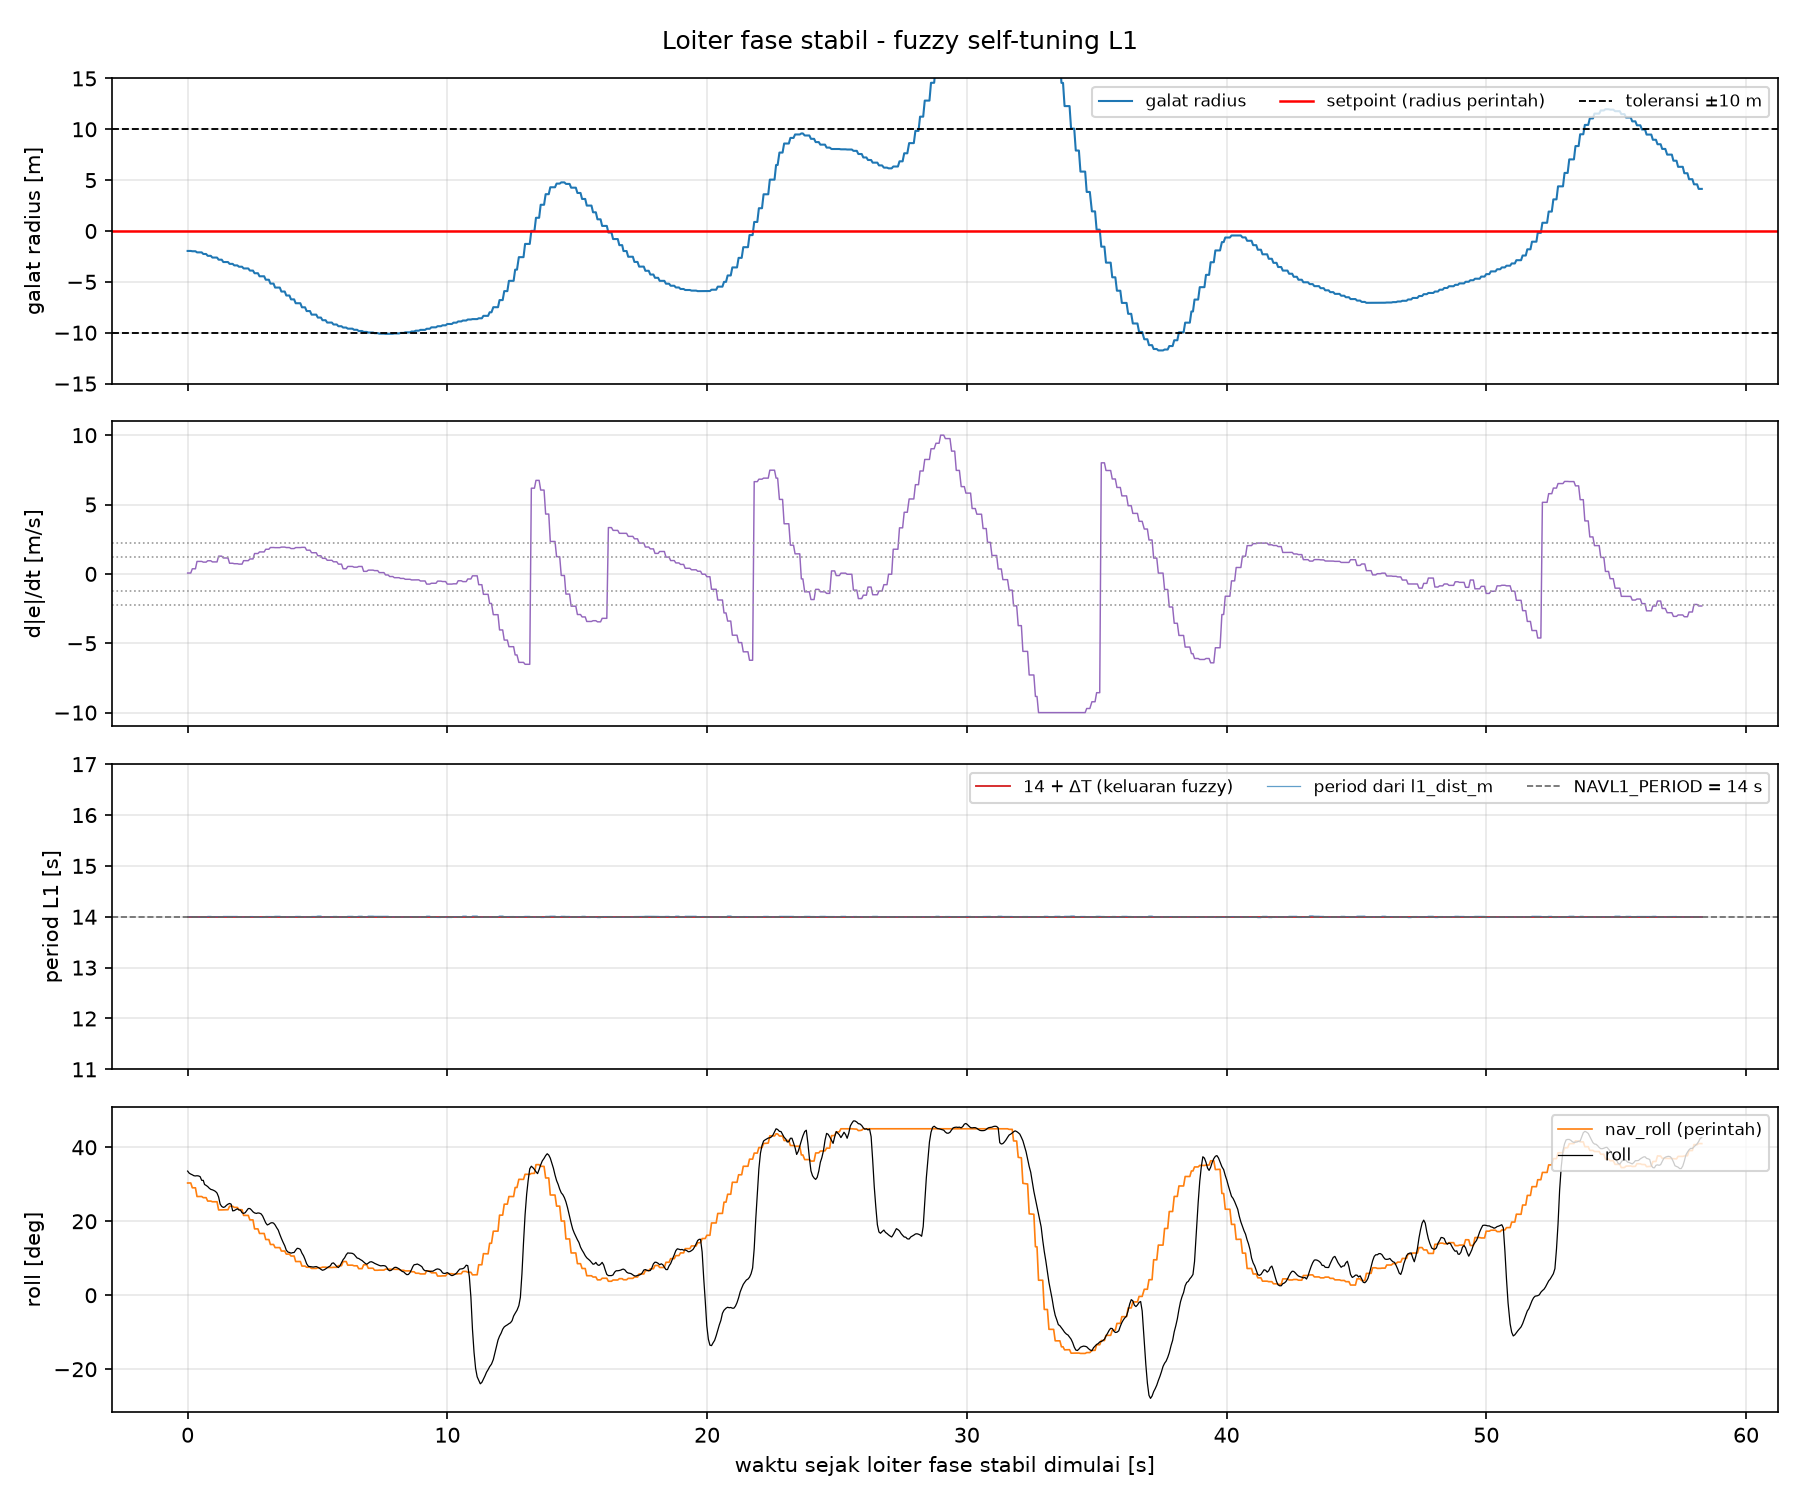 Loiter fase stabil - fuzzy self-tuning L1
15
10
5
0
−5
−10
−15
galat radius [m]
galat radius
setpoint (radius perintah)
toleransi ±10 m
10
5
0
−5
−10
d|e|/dt [m/s]
17
16
15
14
13
12
11
period L1 [s]
14 + ΔT (keluaran fuzzy)
period dari l1_dist_m
NAVL1_PERIOD = 14 s
40
20
0
−20
roll [deg]
nav_roll (perintah)
roll
0
10
20
30
40
50
60
waktu sejak loiter fase stabil dimulai [s]